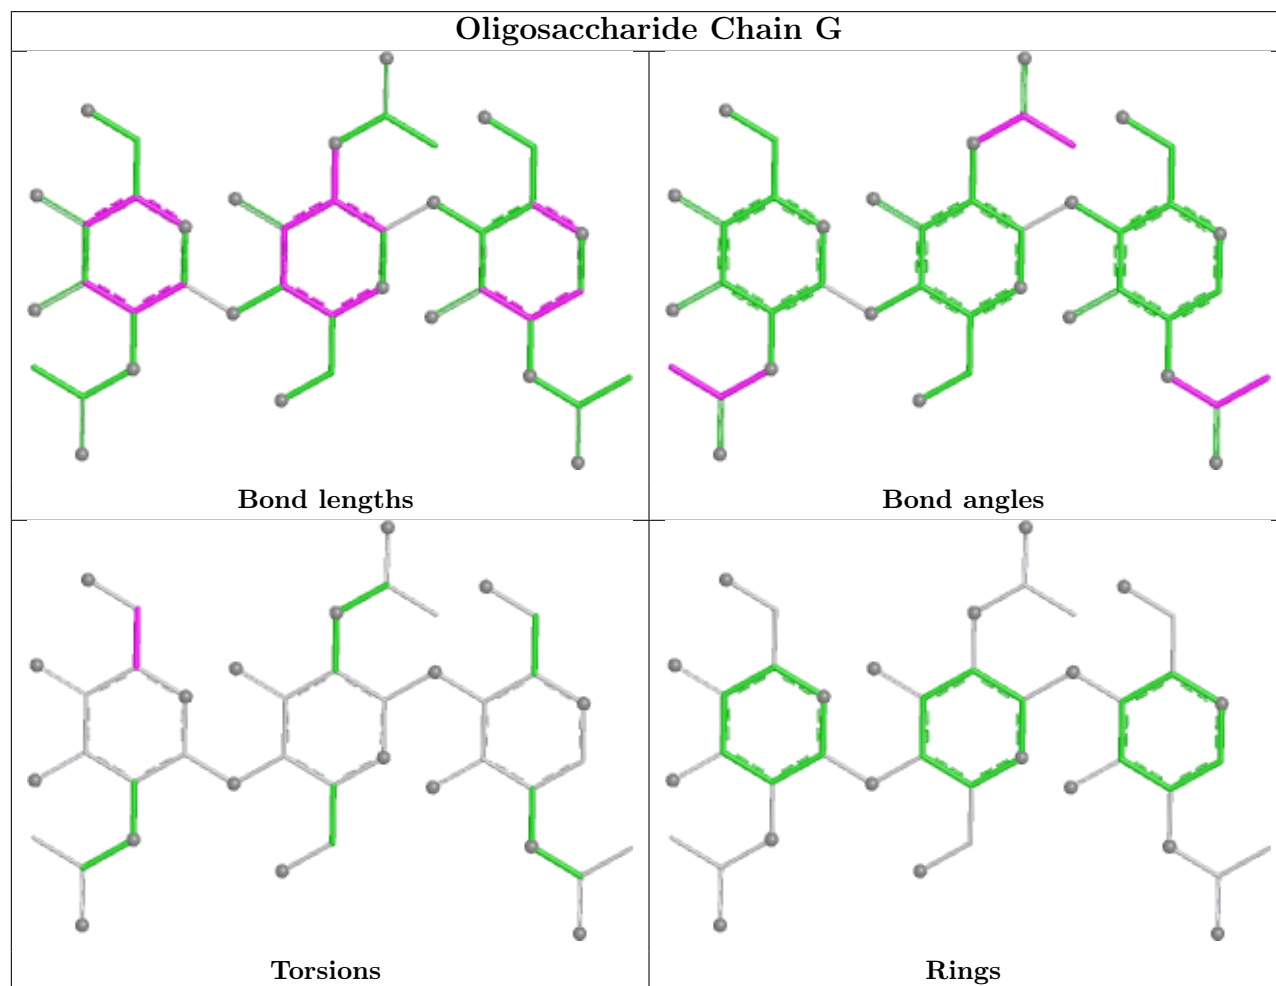 Oligosaccharide Chain G
Bond lengths
Bond angles
Torsions
Rings